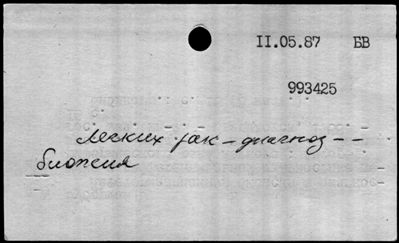 II.05.87 БВ
993425
Легких рак – диагноз – –
биопсия